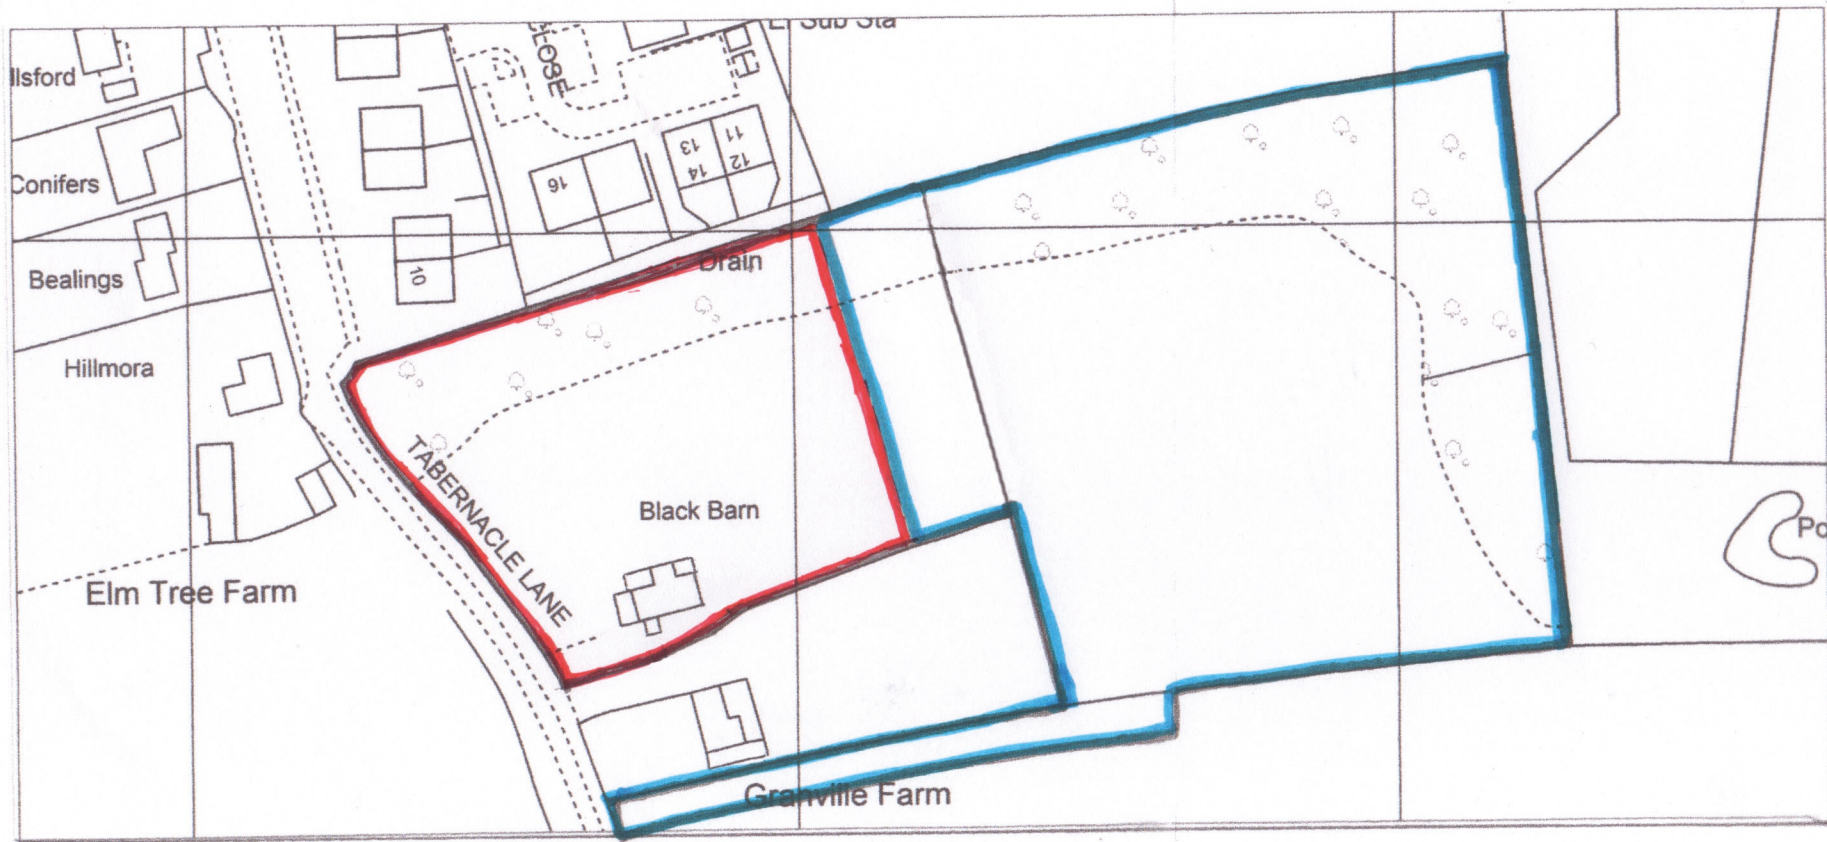 El Sub Sta
CLOSE
llsford
11
13
12
14
Conifers
16
Drain
Bealings
10
Hillmora
TABERNACLE LANE
Black Barn
Po
Elm Tree Farm
Granville Farm